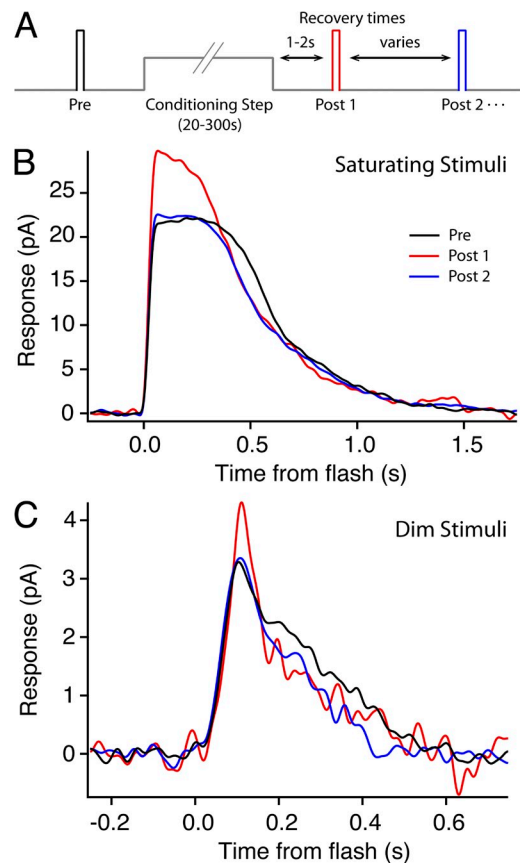 A
Recovery times
1-2s
varies
Pre
Conditioning Step
(20-300s)
Post 1
Post 2 · · ·
B
Saturating Stimuli
Response (pA)
25
20
15
10
5
0
Pre
Post 1
Post 2
0.0
0.5
1.0
1.5
Time from flash (s)
C
Dim Stimuli
Response (pA)
4
3
2
1
0
-0.2
0.0
0.2
0.4
0.6
Time from flash (s)